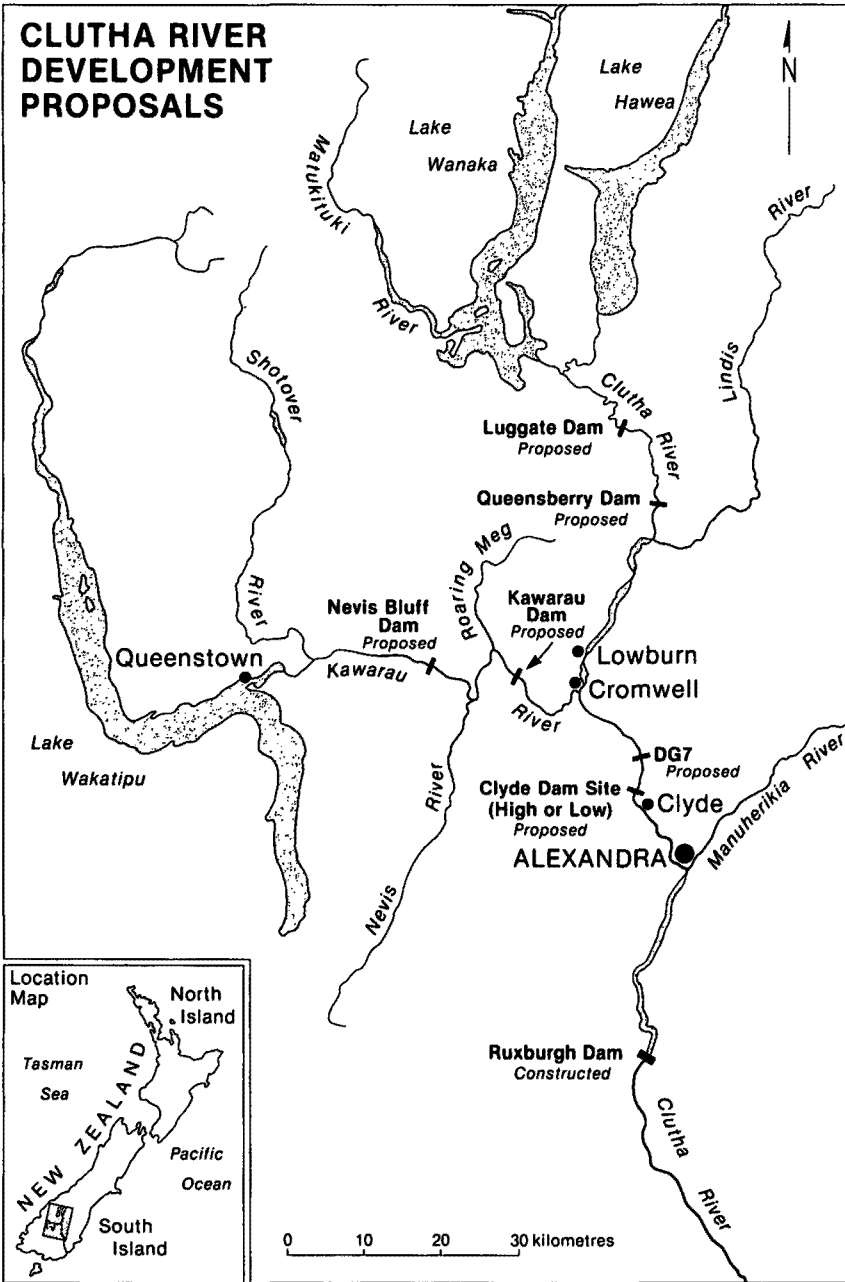 CLUTHA RIVER
DEVELOPMENT
PROPOSALS
N
Lake
Hawea
Lake
Wanaka
Matukituki
River
River
Lindis
Shotover
River
Clutha
River
Luggate Dam
Proposed
Queensberry Dam
Proposed
Roaring Meg
Kawarau
Dam
Proposed
Nevis Bluff
Dam
Proposed
Queenstown
Kawarau
River
Lowburn
Cromwell
Lake
Wakatipu
River
Nevis
DG7
Proposed
Clyde Dam Site
(High or Low)
Proposed
Clyde
Manuherikia River
ALEXANDRA
Ruxburgh Dam
Constructed
Clutha
River
Location
Map
North
Island
Tasman
Sea
NEW ZEALAND
Pacific
Ocean
South
Island
0 10 20 30 kilometres